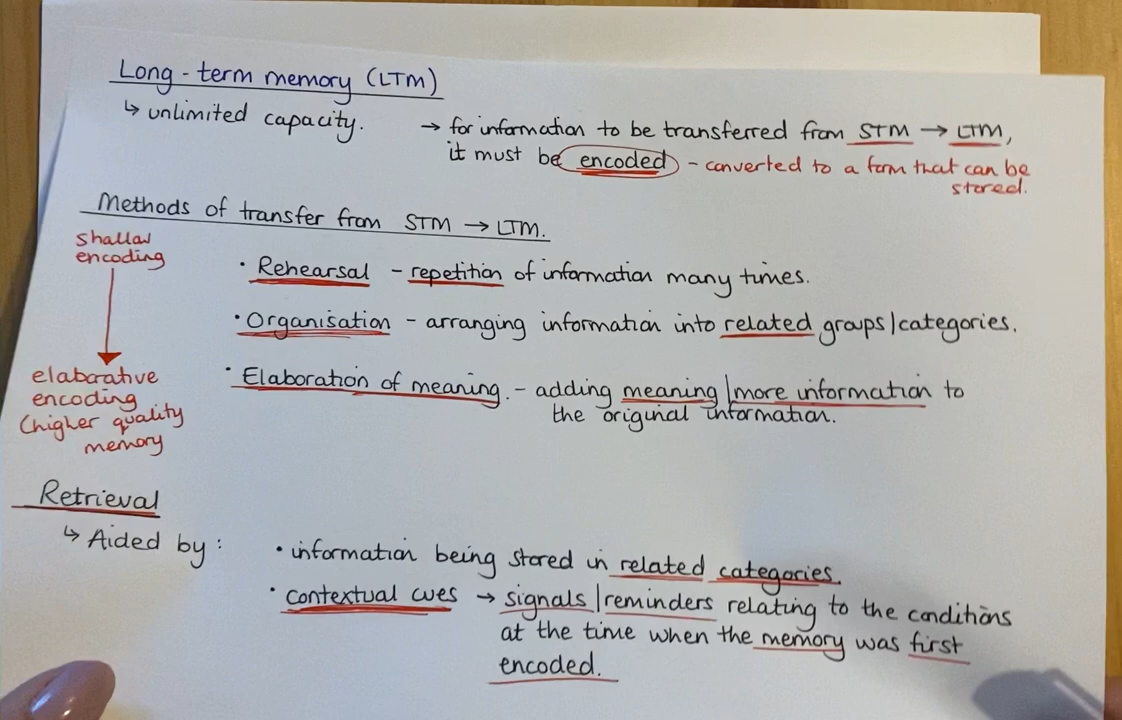 Long-term memory (LTM)
↳ unlimited capacity.
→ for information to be transferred from STM → LTM,
it must be encoded - converted to a form that can be
stored.
Methods of transfer from STM → LTM.
shallow
encoding
• Rehearsal - repetition of information many times.
• Organisation - arranging information into related groups/categories.
elaborative
encoding
(higher quality
memory
• Elaboration of meaning. - adding meaning/more information to
the original information.
Retrieval
↳ Aided by:
• information being stored in related categories.
• contextual cues → signals/reminders relating to the conditions
at the time when the memory was first
encoded.